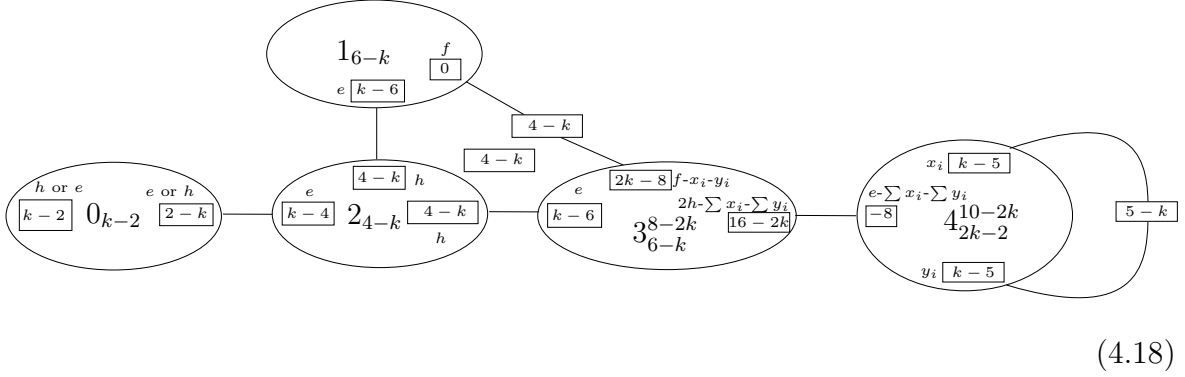 1_{6-k}
f
0
e k − 6
4 − k
4 − k
h or e
k − 2
0_{k-2}
e or h
2 − k
e
k − 4
2_{4-k}
4 − k h
4 − k
h
e
k − 6
2k − 8 f-x_i-y_i
2h-∑ x_i-∑ y_i
16 − 2k
3^{8-2k}_{6-k}
x_i k − 5
e-∑ x_i-∑ y_i
−8
4^{10-2k}_{2k-2}
y_i k − 5
5 − k
(4.18)